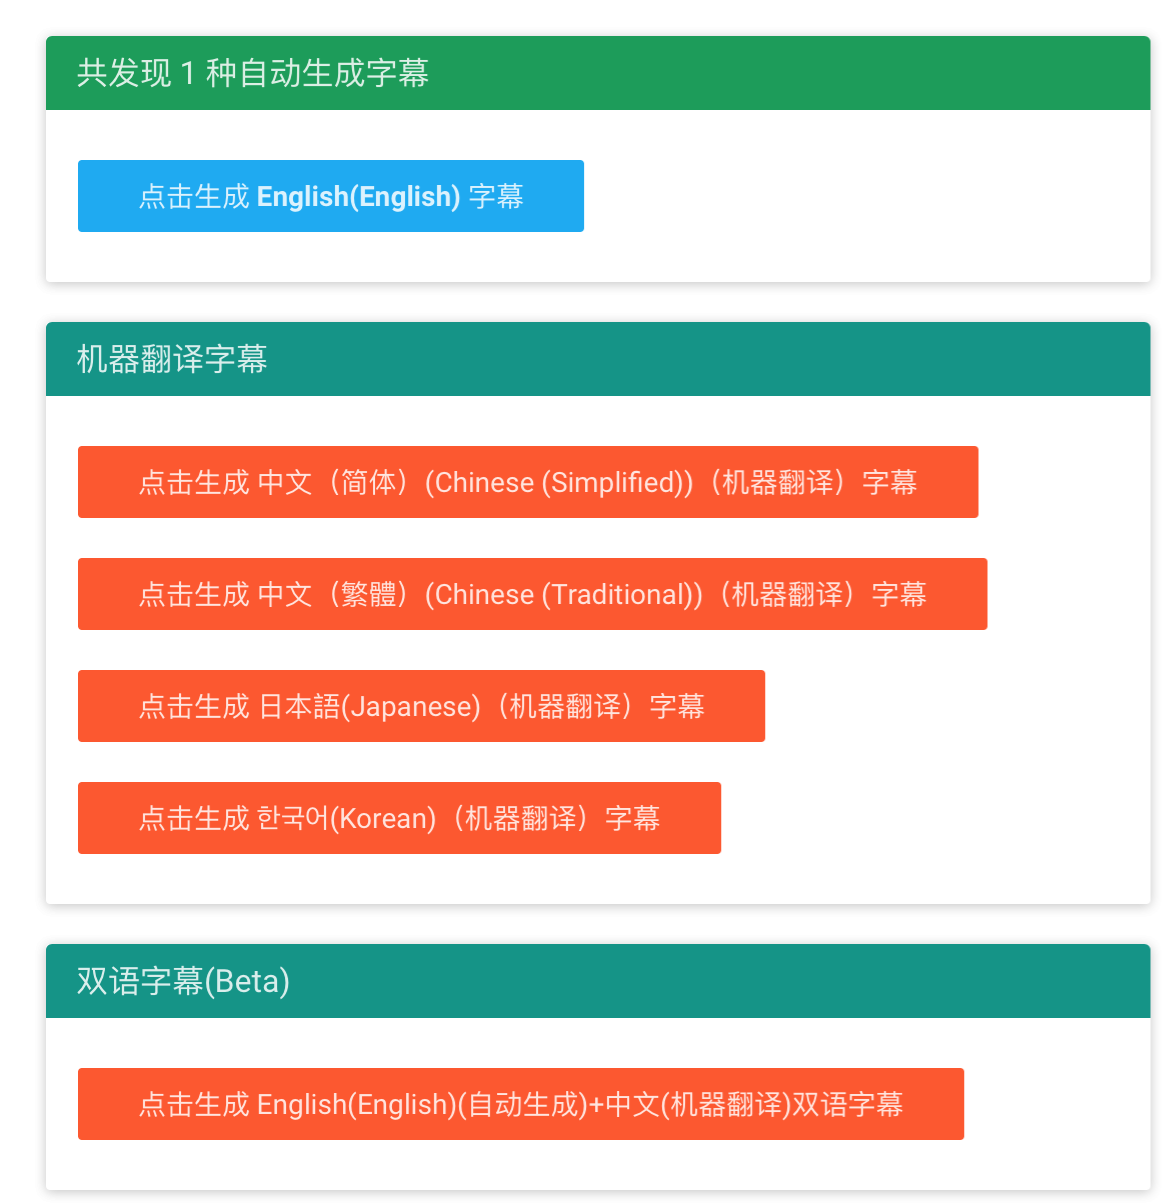 共发现 1 种自动生成字幕
点击生成 English(English) 字幕
机器翻译字幕
点击生成 中文（简体）(Chinese (Simplified))（机器翻译）字幕
点击生成 中文（繁體）(Chinese (Traditional))（机器翻译）字幕
点击生成 日本語(Japanese)（机器翻译）字幕
点击生成 한국어(Korean)（机器翻译）字幕
双语字幕(Beta)
点击生成 English(English)(自动生成)+中文(机器翻译)双语字幕